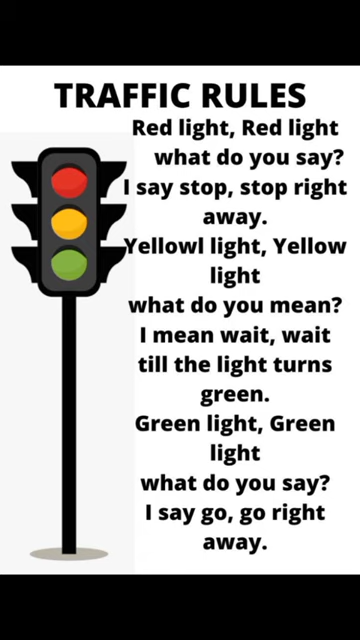 TRAFFIC RULES
Red light, Red light
what do you say?
I say stop, stop right
away.
Yellowl light, Yellow
light
what do you mean?
I mean wait, wait
till the light turns
green.
Green light, Green
light
what do you say?
I say go, go right
away.